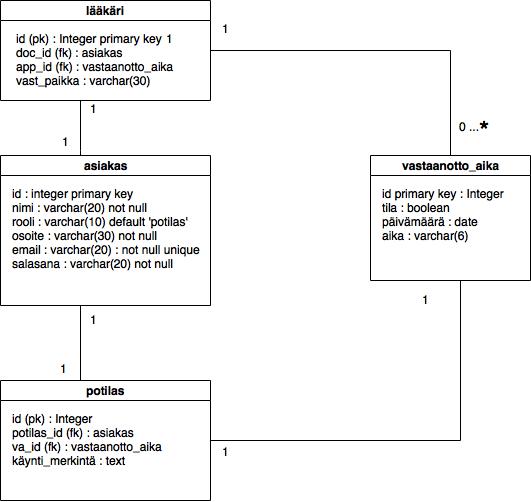 lääkäri
id (pk) : Integer primary key 1
doc_id (fk) : asiakas
app_id (fk) : vastaanotto_aika
vast_paikka : varchar(30)
1
1
1
0 ...*
asiakas
id : integer primary key
nimi : varchar(20) not null
rooli : varchar(10) default 'potilas'
osoite : varchar(30) not null
email : varchar(20) : not null unique
salasana : varchar(20) not null
vastaanotto_aika
id primary key : Integer
tila : boolean
päivämäärä : date
aika : varchar(6)
1
1
1
potilas
id (pk) : Integer
potilas_id (fk) : asiakas
va_id (fk) : vastaanotto_aika
käynti_merkintä : text
1